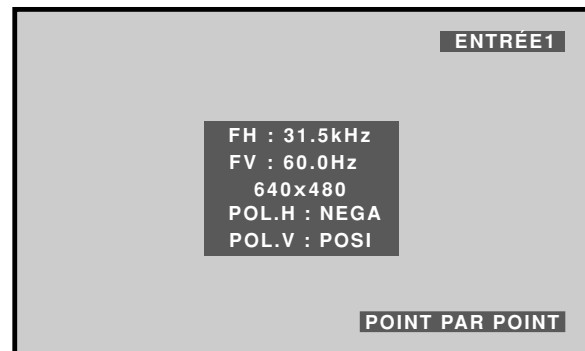 ENTRÉE1
FH : 31.5kHz
FV : 60.0Hz
640x480
POL.H : NEGA
POL.V : POSI
POINT PAR POINT